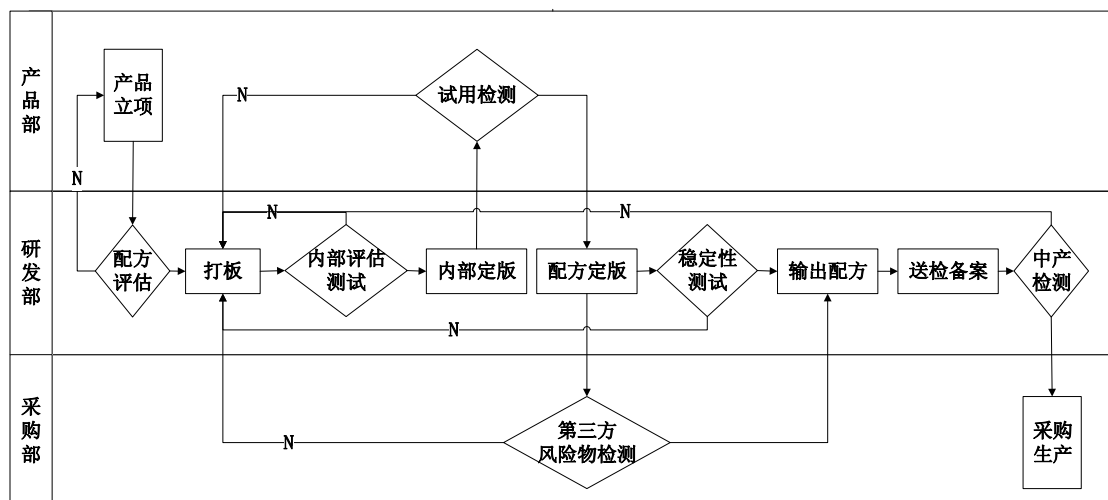 产品部
产品
立项
试用检测
N
N
研发部
配方
评估
打板
内部评估
测试
N
内部定版
配方定版
稳定性
测试
N
输出配方
送检备案
中产
检测
N
采购部
第三方
风险物检测
N
采购
生产